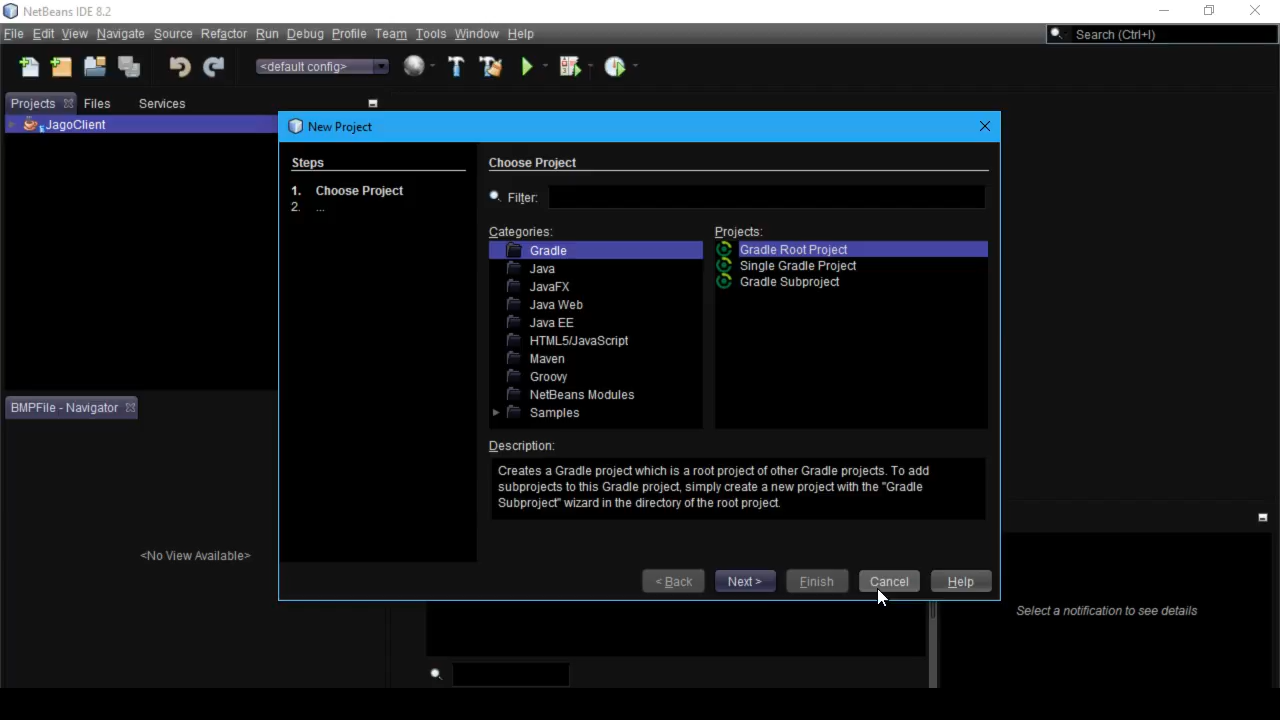 NetBeans IDE 8.2
File Edit View Navigate Source Refactor Run Debug Profile Team Tools Window Help
Search (Ctrl+I)
<default config>
Projects Files Services
JagoClient
New Project
Steps
1. Choose Project
2. ...
Choose Project
Filter:
Categories:
Gradle
Java
JavaFX
Java Web
Java EE
HTML5/JavaScript
Maven
Groovy
NetBeans Modules
Samples
Projects:
Gradle Root Project
Single Gradle Project
Gradle Subproject
Description:
Creates a Gradle project which is a root project of other Gradle projects. To add
subprojects to this Gradle project, simply create a new project with the "Gradle
Subproject" wizard in the directory of the root project.
< Back Next > Finish Cancel Help
BMPFile - Navigator
<No View Available>
Select a notification to see details